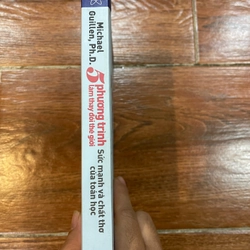 Michael
Guillen, Ph.D.
5 phương trình
làm thay đổi thế giới
Sức mạnh và chất thơ
của toán học